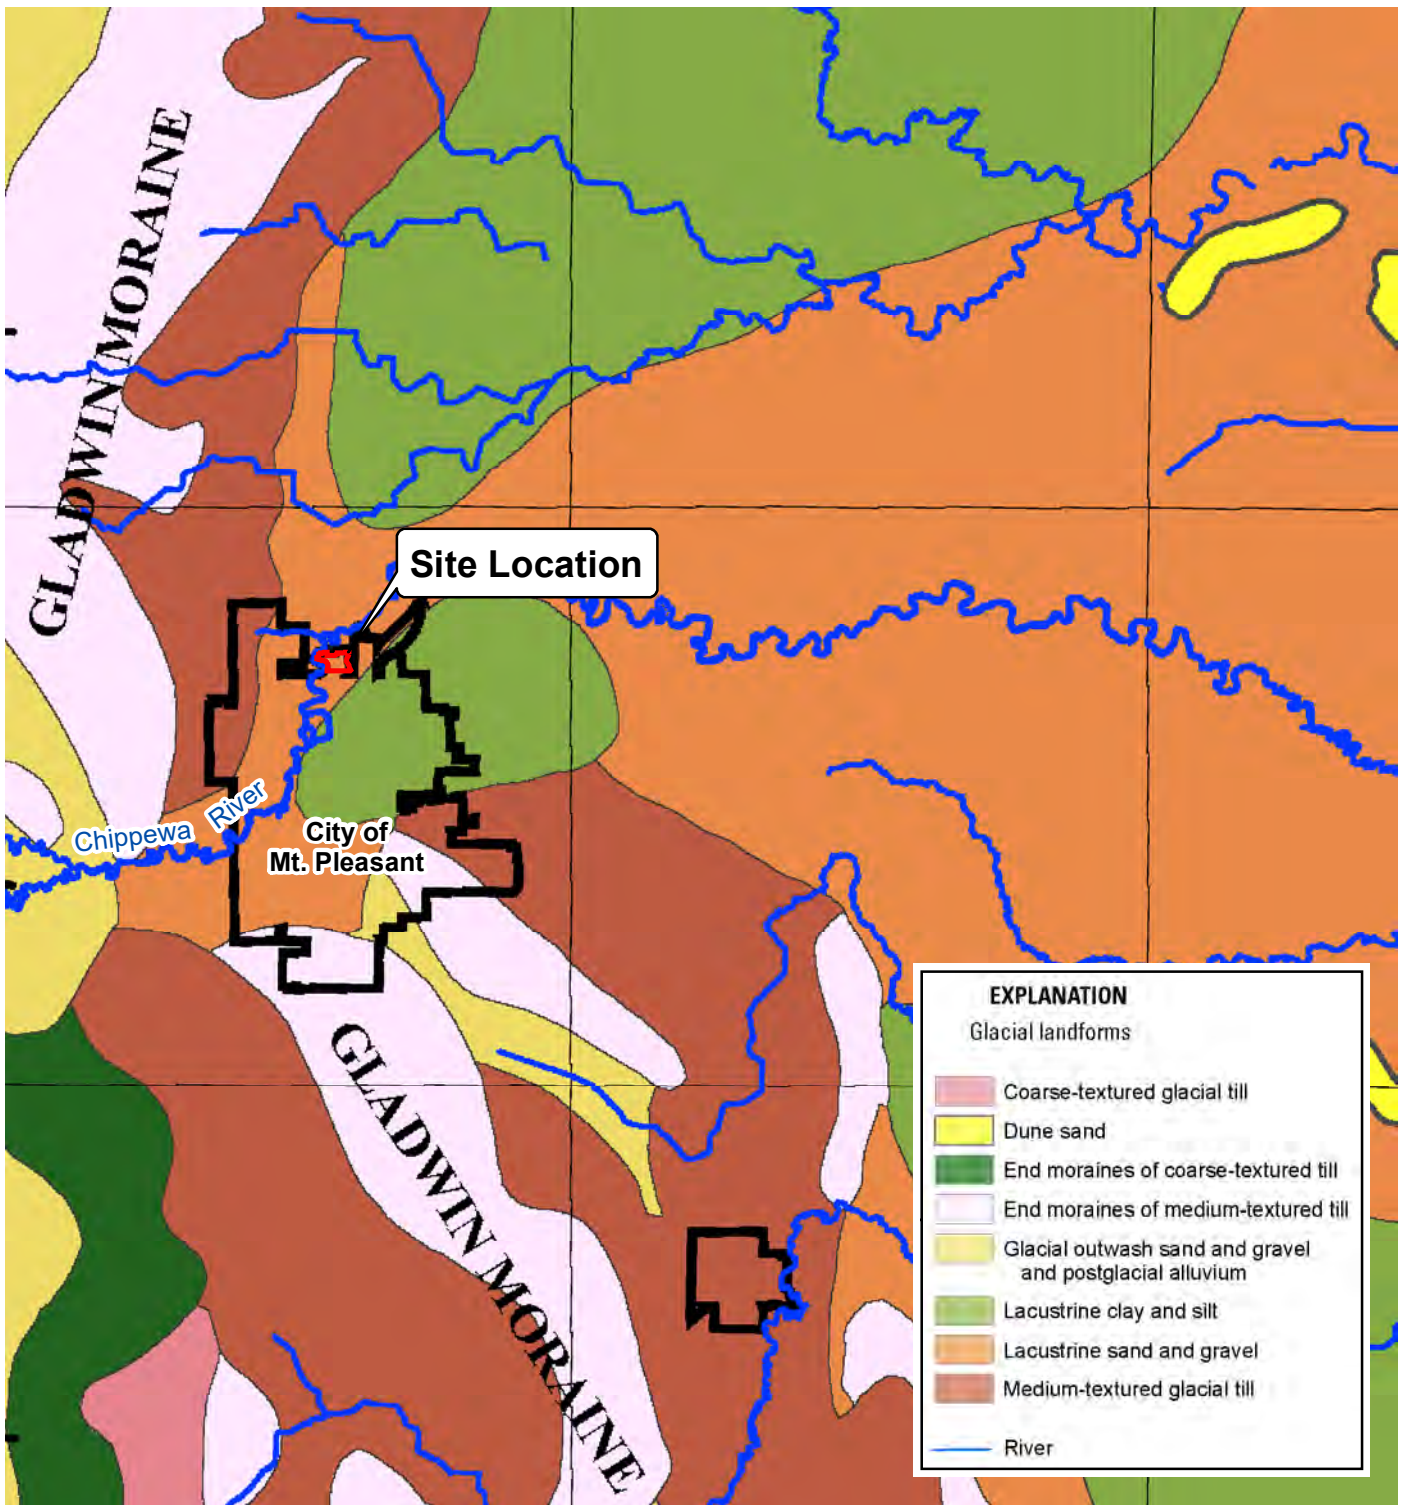 GLADWIN MORAINE
Site Location
Chippewa River
City of
Mt. Pleasant
GLADWIN MORAINE
EXPLANATION
Glacial landforms
Coarse-textured glacial till
Dune sand
End moraines of coarse-textured till
End moraines of medium-textured till
Glacial outwash sand and gravel
and postglacial alluvium
Lacustrine clay and silt
Lacustrine sand and gravel
Medium-textured glacial till
River